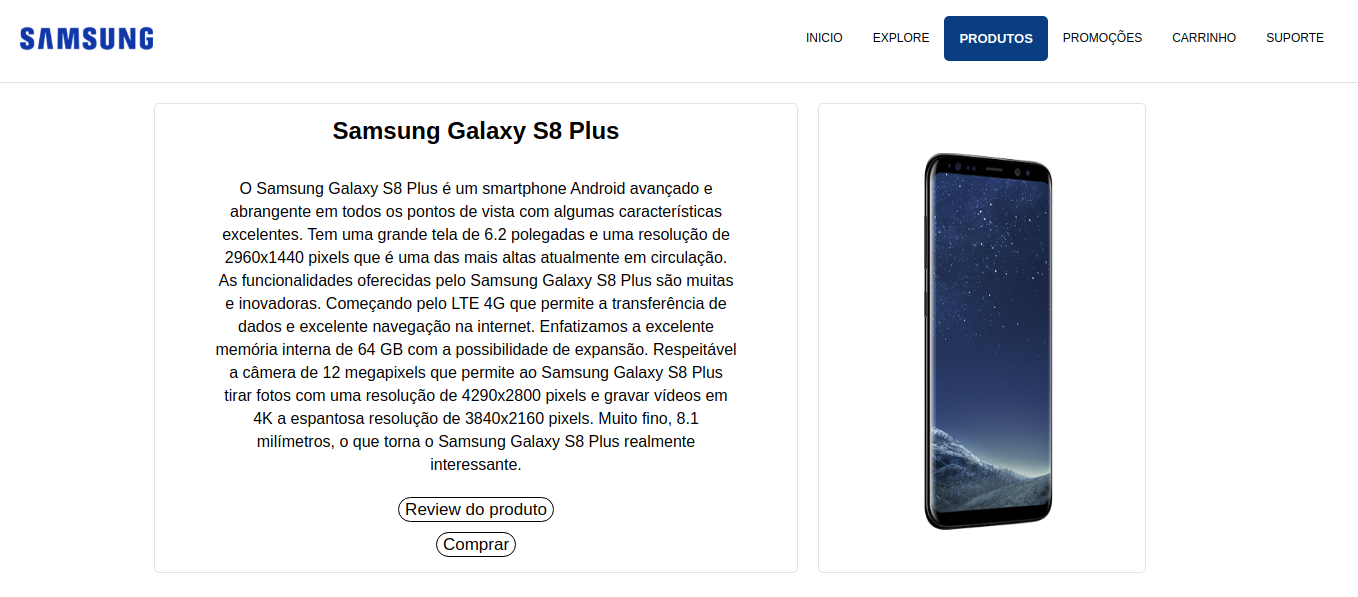 SAMSUNG
INICIO EXPLORE PRODUTOS PROMOÇÕES CARRINHO SUPORTE
Samsung Galaxy S8 Plus
O Samsung Galaxy S8 Plus é um smartphone Android avançado e
abrangente em todos os pontos de vista com algumas características
excelentes. Tem uma grande tela de 6.2 polegadas e uma resolução de
2960x1440 pixels que é uma das mais altas atualmente em circulação.
As funcionalidades oferecidas pelo Samsung Galaxy S8 Plus são muitas
e inovadoras. Começando pelo LTE 4G que permite a transferência de
dados e excelente navegação na internet. Enfatizamos a excelente
memória interna de 64 GB com a possibilidade de expansão. Respeitável
a câmera de 12 megapixels que permite ao Samsung Galaxy S8 Plus
tirar fotos com uma resolução de 4290x2800 pixels e gravar vídeos em
4K a espantosa resolução de 3840x2160 pixels. Muito fino, 8.1
milímetros, o que torna o Samsung Galaxy S8 Plus realmente
interessante.
Review do produto
Comprar